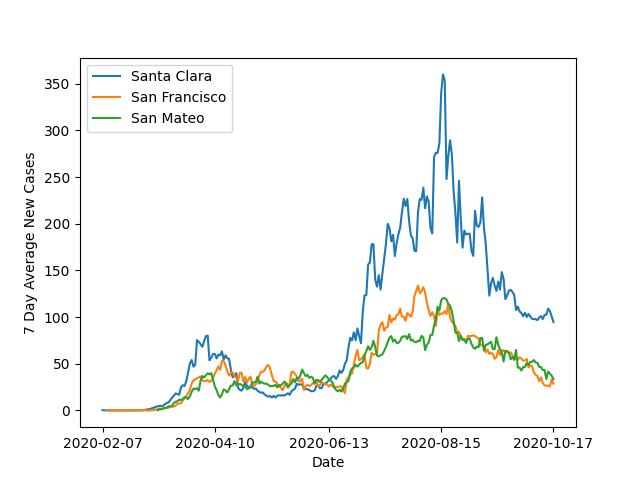 Santa Clara
San Francisco
San Mateo
7 Day Average New Cases
350
300
250
200
150
100
50
0
2020-02-07 2020-04-10 2020-06-13 2020-08-15 2020-10-17
Date